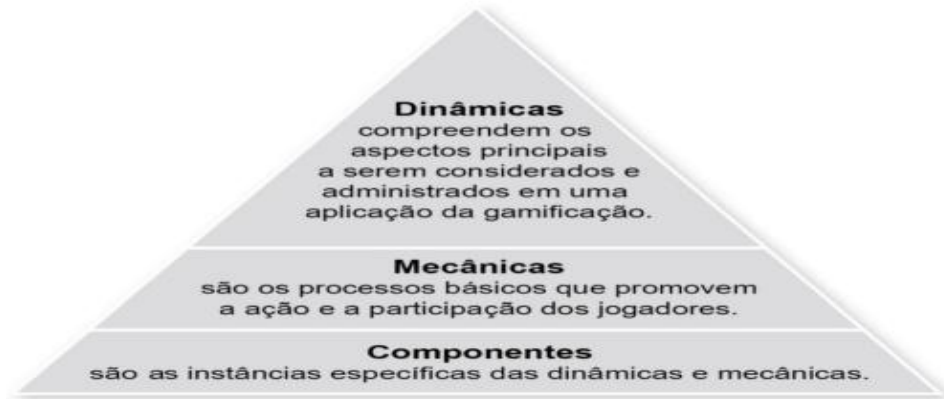 Dinâmicas
compreendem os
aspectos principais
a serem considerados e
administrados em uma
aplicação da gamificação.
Mecânicas
são os processos básicos que promovem
a ação e a participação dos jogadores.
Componentes
são as instâncias específicas das dinâmicas e mecânicas.